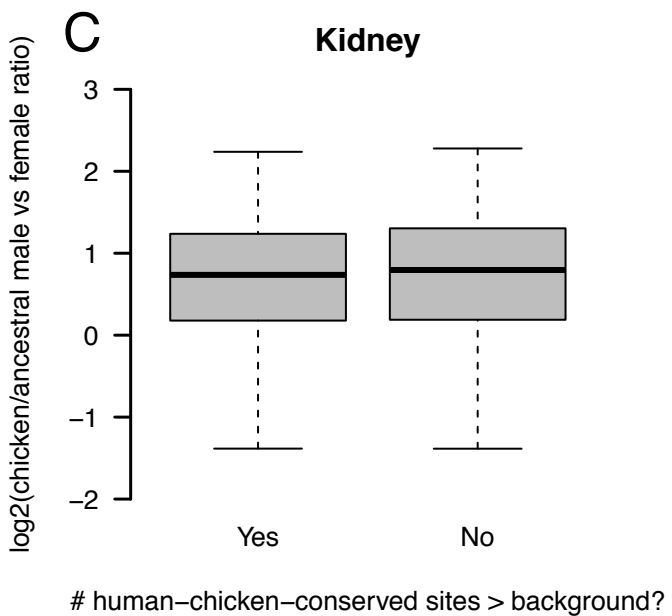 C
Kidney
log2(chicken/ancestral male vs female ratio)
3
2
1
0
−1
−2
Yes No
# human−chicken−conserved sites > background?